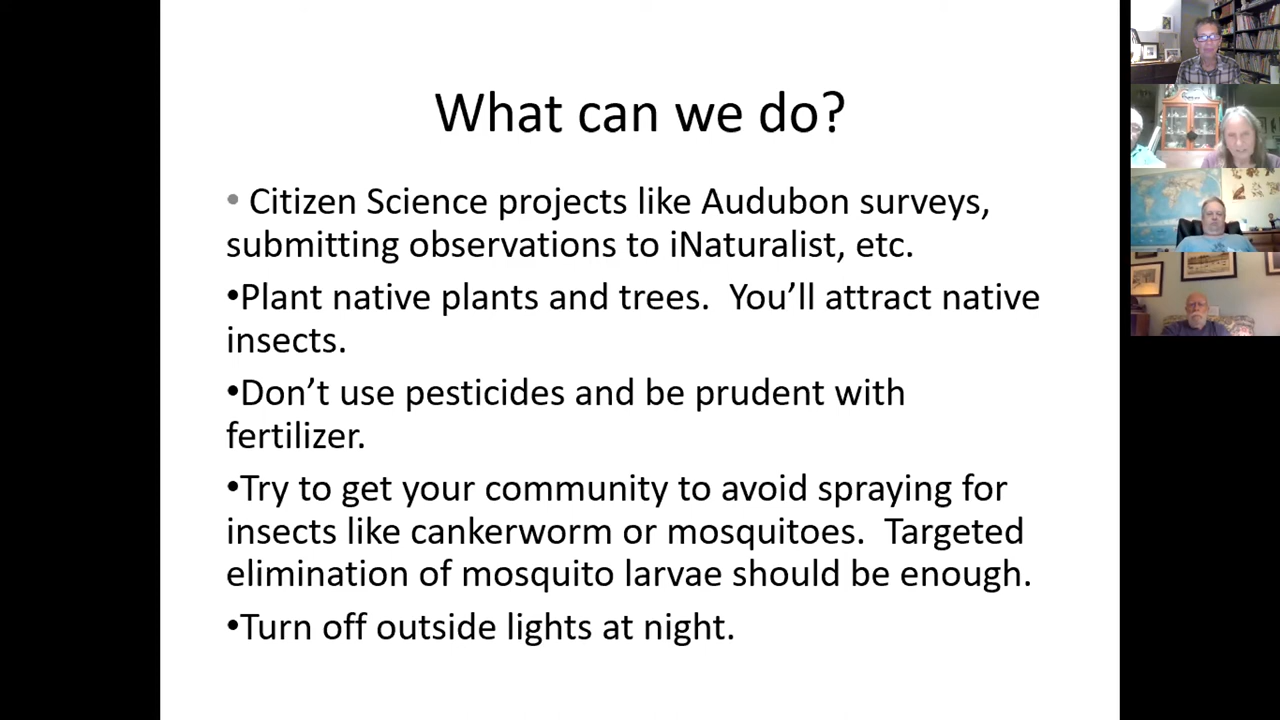 What can we do?
• Citizen Science projects like Audubon surveys,
submitting observations to iNaturalist, etc.
•Plant native plants and trees.  You’ll attract native
insects.
•Don’t use pesticides and be prudent with
fertilizer.
•Try to get your community to avoid spraying for
insects like cankerworm or mosquitoes.  Targeted
elimination of mosquito larvae should be enough.
•Turn off outside lights at night.